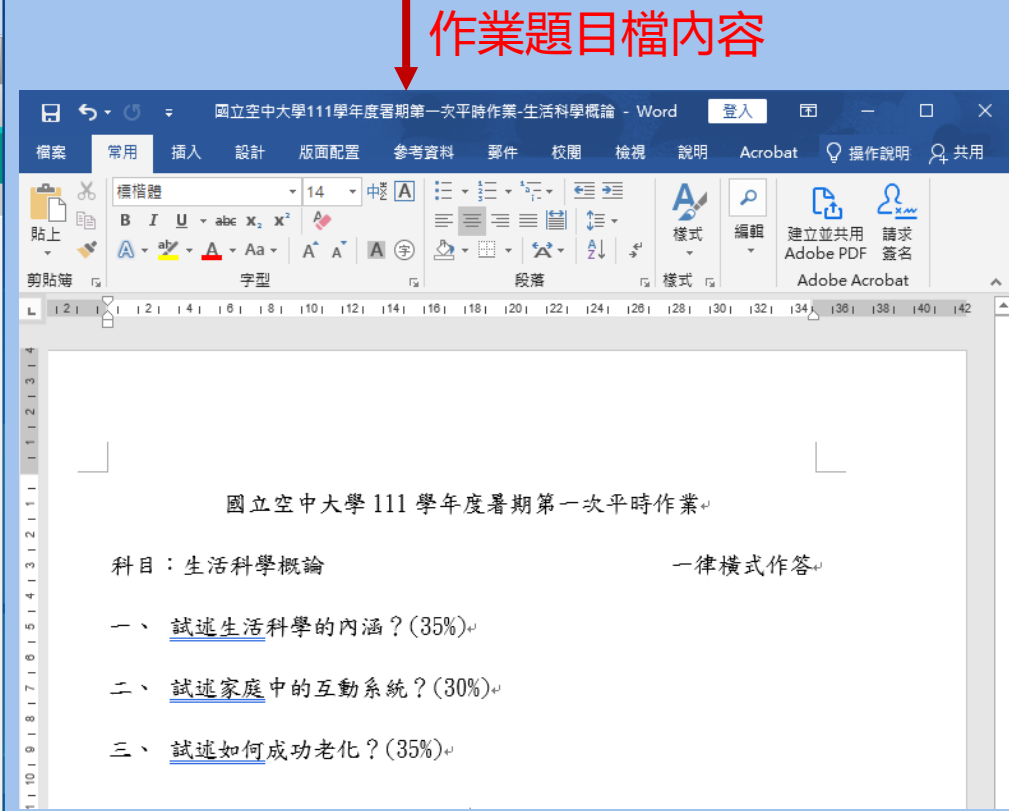 作業題目檔內容
國立空中大學111學年度暑期第一次平時作業-生活科學概論 - Word 登入
檔案 常用 插入 設計 版面配置 參考資料 郵件 校閱 檢視 說明 Acrobat 操作說明 共用
貼上 標楷體 14 樣式 編輯 建立並共用 Adobe PDF 請求簽名
剪貼簿 字型 段落 樣式 Adobe Acrobat
國立空中大學 111 學年度暑期第一次平時作業
科目：生活科學概論 一律橫式作答
一、 試述生活科學的內涵？(35%)
二、 試述家庭中的互動系統？(30%)
三、 試述如何成功老化？(35%)